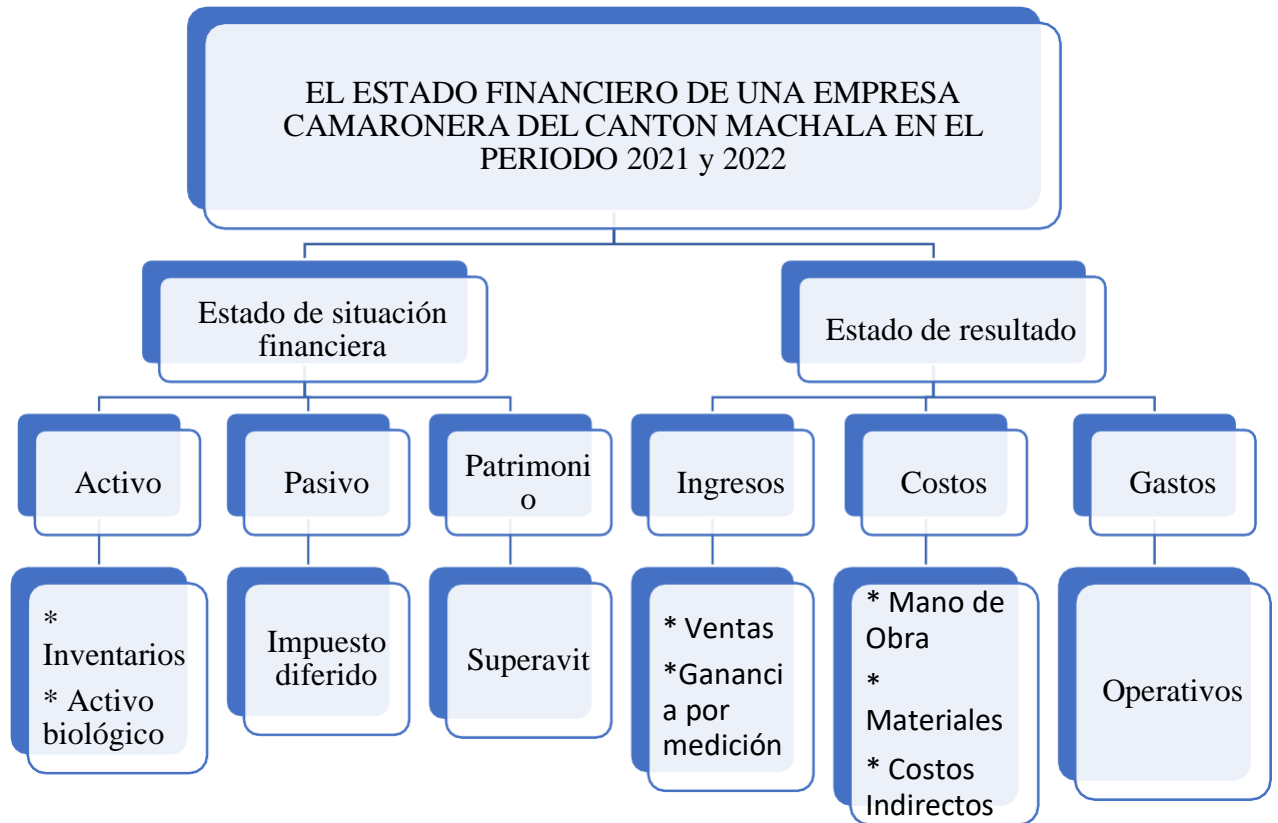 EL ESTADO FINANCIERO DE UNA EMPRESA
CAMARONERA DEL CANTON MACHALA EN EL
PERIODO 2021 y 2022
Estado de situación
financiera
Estado de resultado
Activo
Pasivo
Patrimoni
o
Ingresos
Costos
Gastos
*
Inventarios
* Activo
biológico
Impuesto
diferido
Superavit
* Ventas
*Gananci
a por
medición
* Mano de
Obra
*
Materiales
* Costos
Indirectos
Operativos